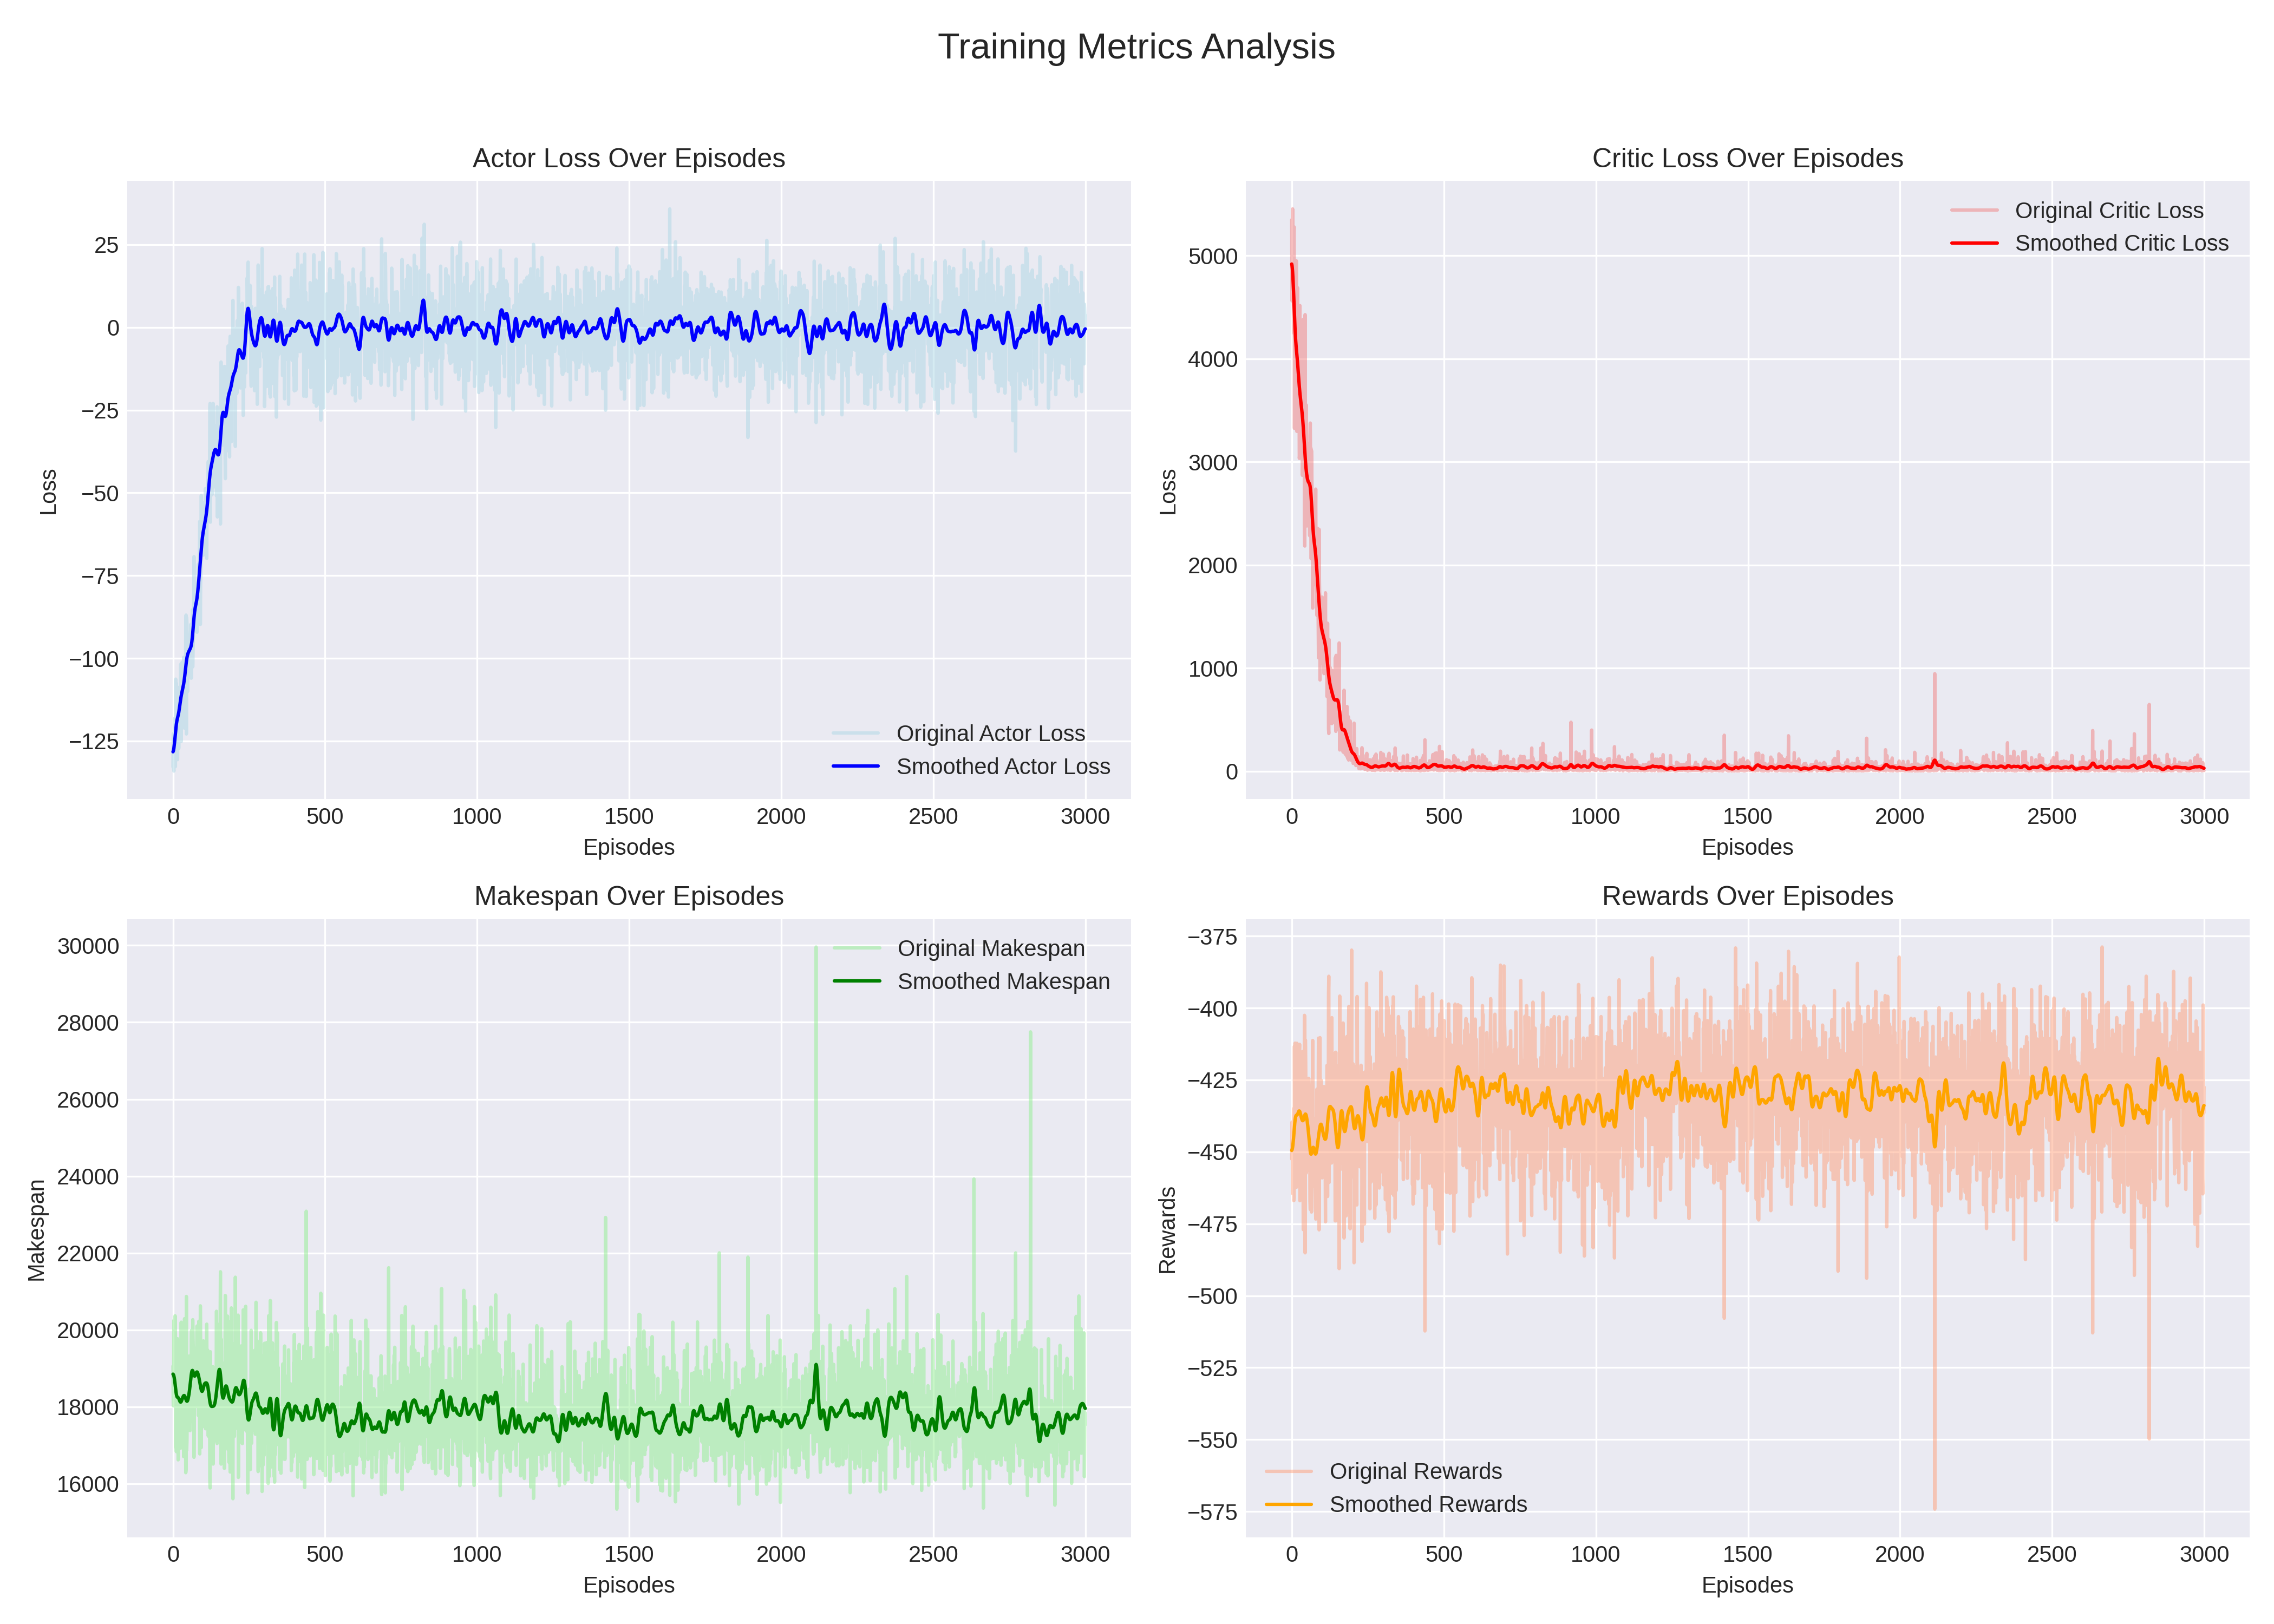 Training Metrics Analysis
Actor Loss Over Episodes
Loss
25
0
−25
−50
−75
−100
−125
Original Actor Loss
Smoothed Actor Loss
0 500 1000 1500 2000 2500 3000
Episodes
Critic Loss Over Episodes
Loss
5000
4000
3000
2000
1000
0
Original Critic Loss
Smoothed Critic Loss
0 500 1000 1500 2000 2500 3000
Episodes
Makespan Over Episodes
Makespan
30000
28000
26000
24000
22000
20000
18000
16000
Original Makespan
Smoothed Makespan
0 500 1000 1500 2000 2500 3000
Episodes
Rewards Over Episodes
Rewards
−375
−400
−425
−450
−475
−500
−525
−550
−575
Original Rewards
Smoothed Rewards
0 500 1000 1500 2000 2500 3000
Episodes